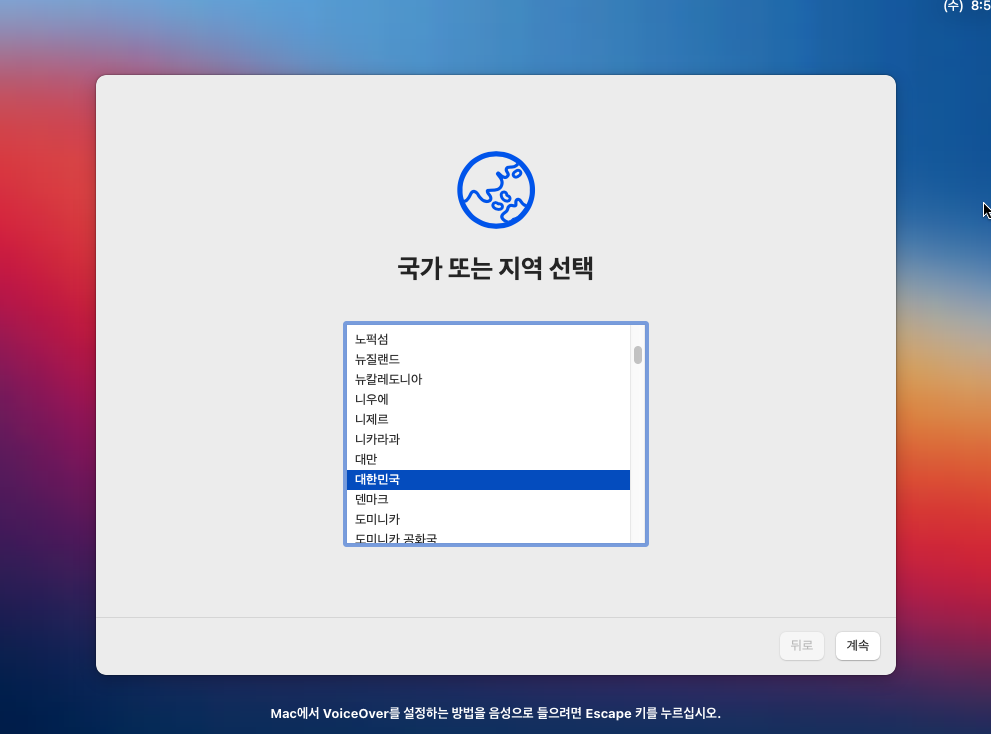 (수) 8:5
국가 또는 지역 선택
노퍽섬
뉴질랜드
뉴칼레도니아
니우에
니제르
니카라과
대만
대한민국
덴마크
도미니카
도미니카 공화국
뒤로
계속
Mac에서 VoiceOver를 설정하는 방법을 음성으로 들으려면 Escape 키를 누르십시오.